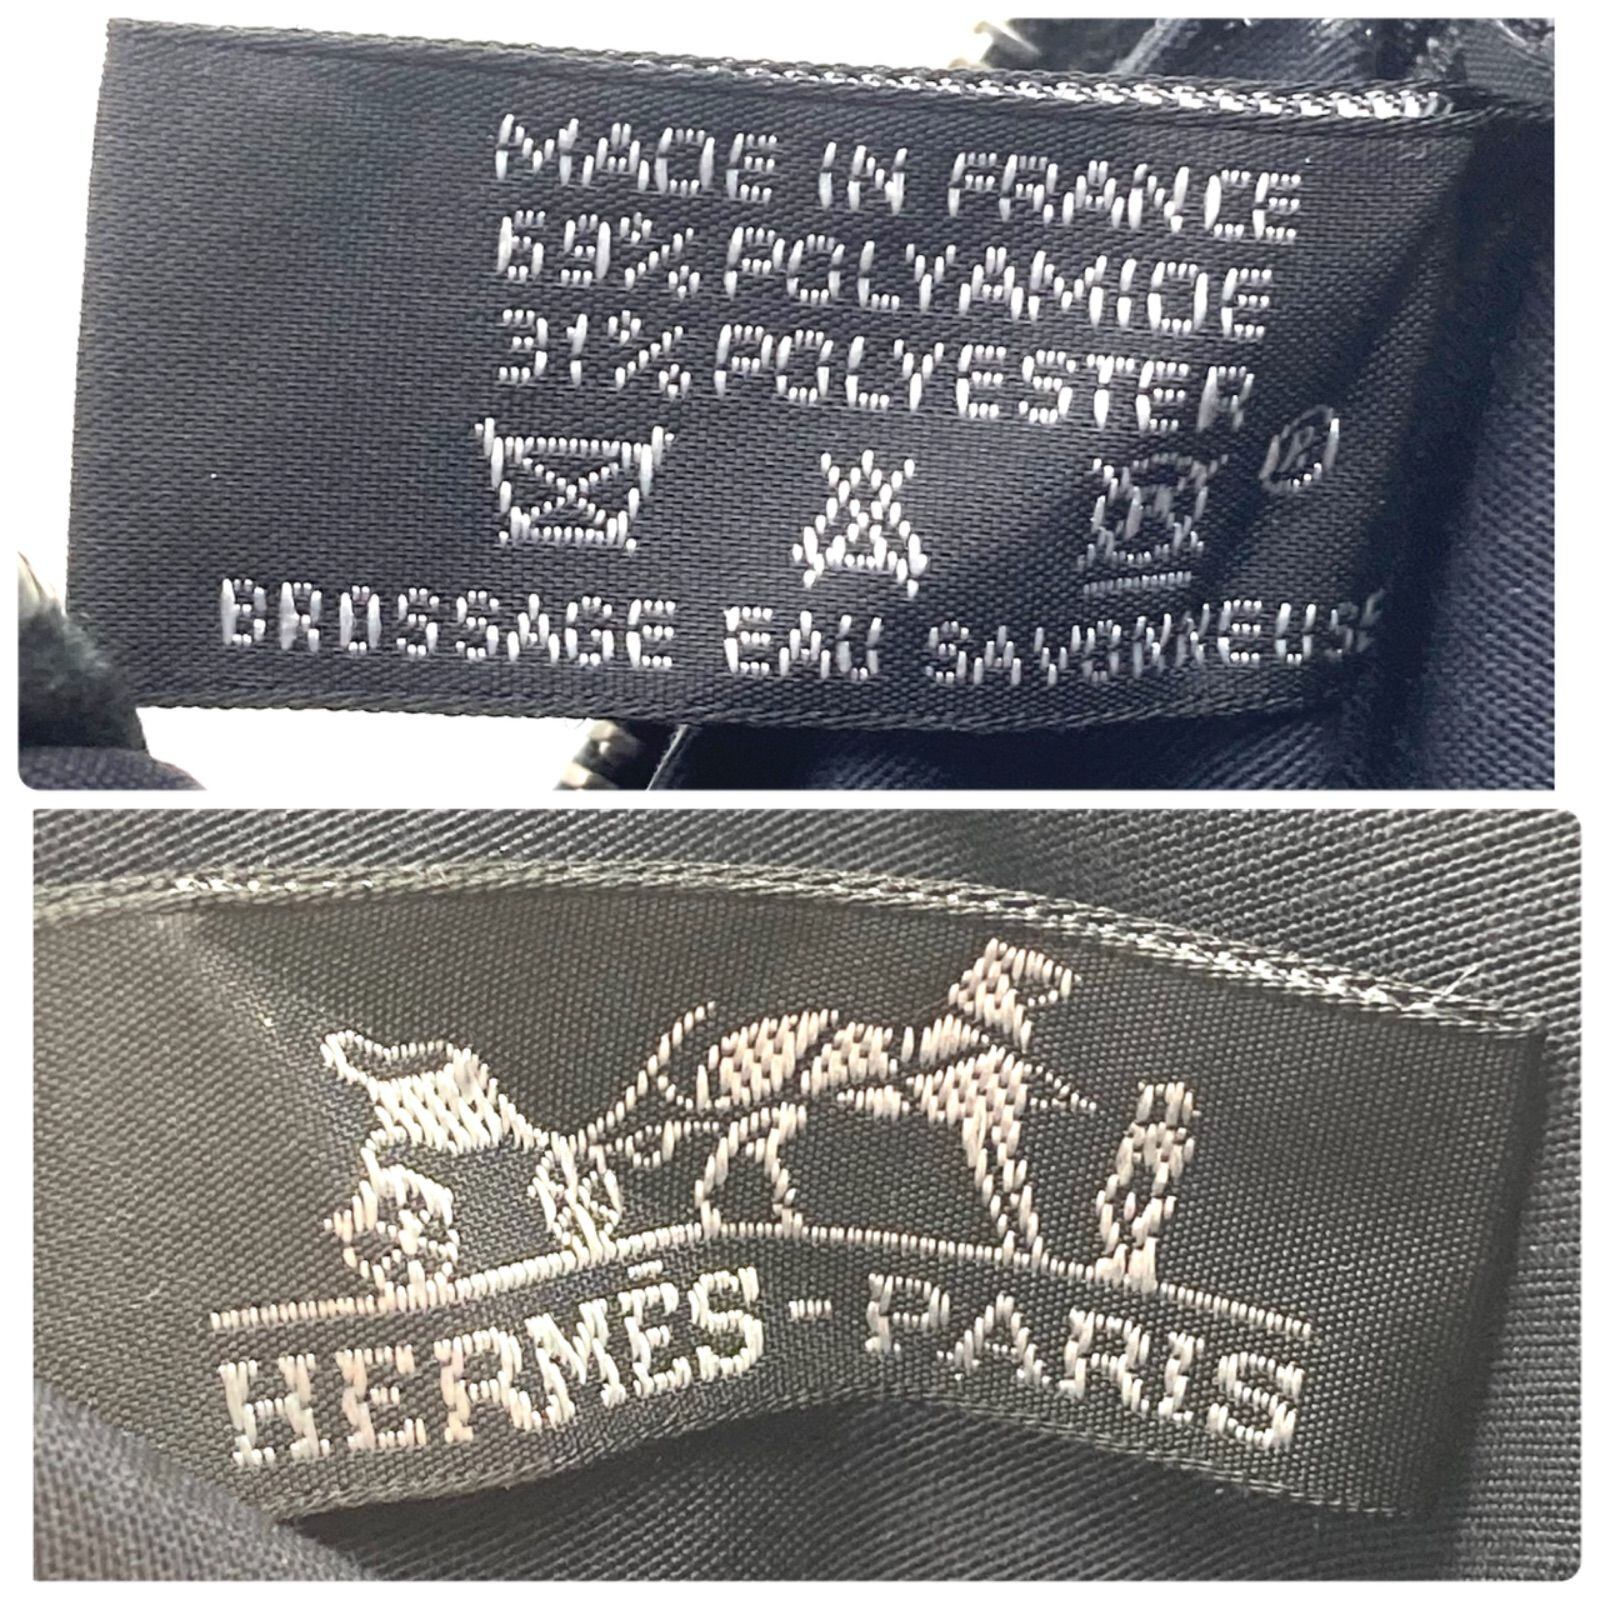 MADE IN FRANCE
69% POLYAMIDE
31% POLYESTER
®
BROSSAGE EAU SAVONNEUSE
HERMÈS-PARIS